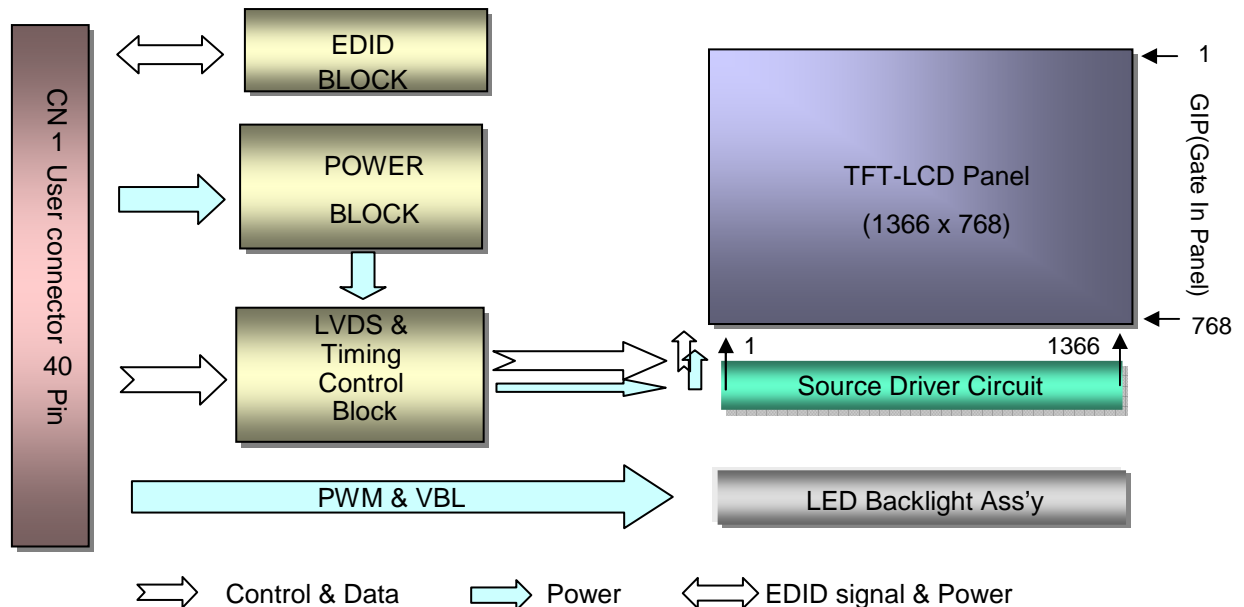 CN 1 User connector 40 Pin
EDID
BLOCK
POWER
BLOCK
LVDS &
Timing
Control
Block
PWM & VBL
TFT-LCD Panel
(1366 x 768)
1
GIP(Gate In Panel)
768
1
1366
Source Driver Circuit
LED Backlight Ass'y
Control & Data
Power
EDID signal & Power